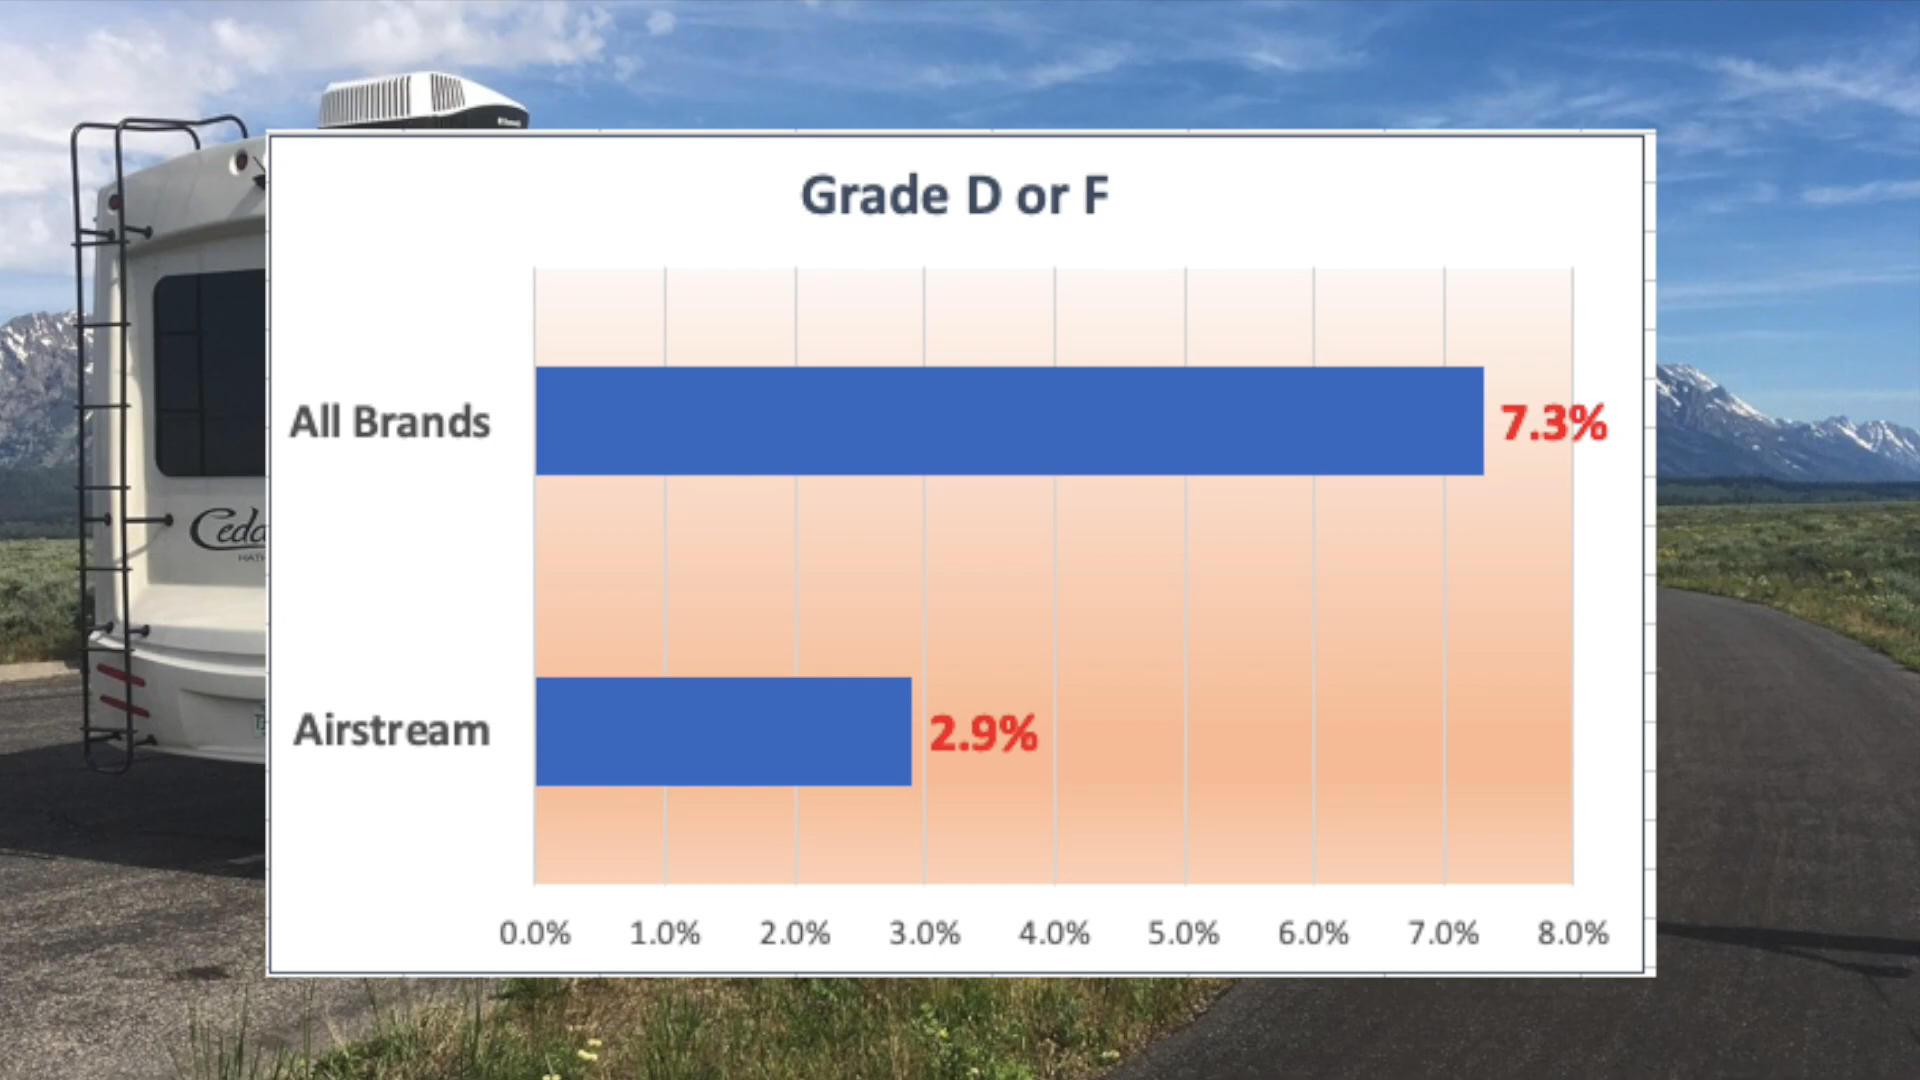 Grade D or F
All Brands
7.3%
Airstream
2.9%
0.0% 1.0% 2.0% 3.0% 4.0% 5.0% 6.0% 7.0% 8.0%